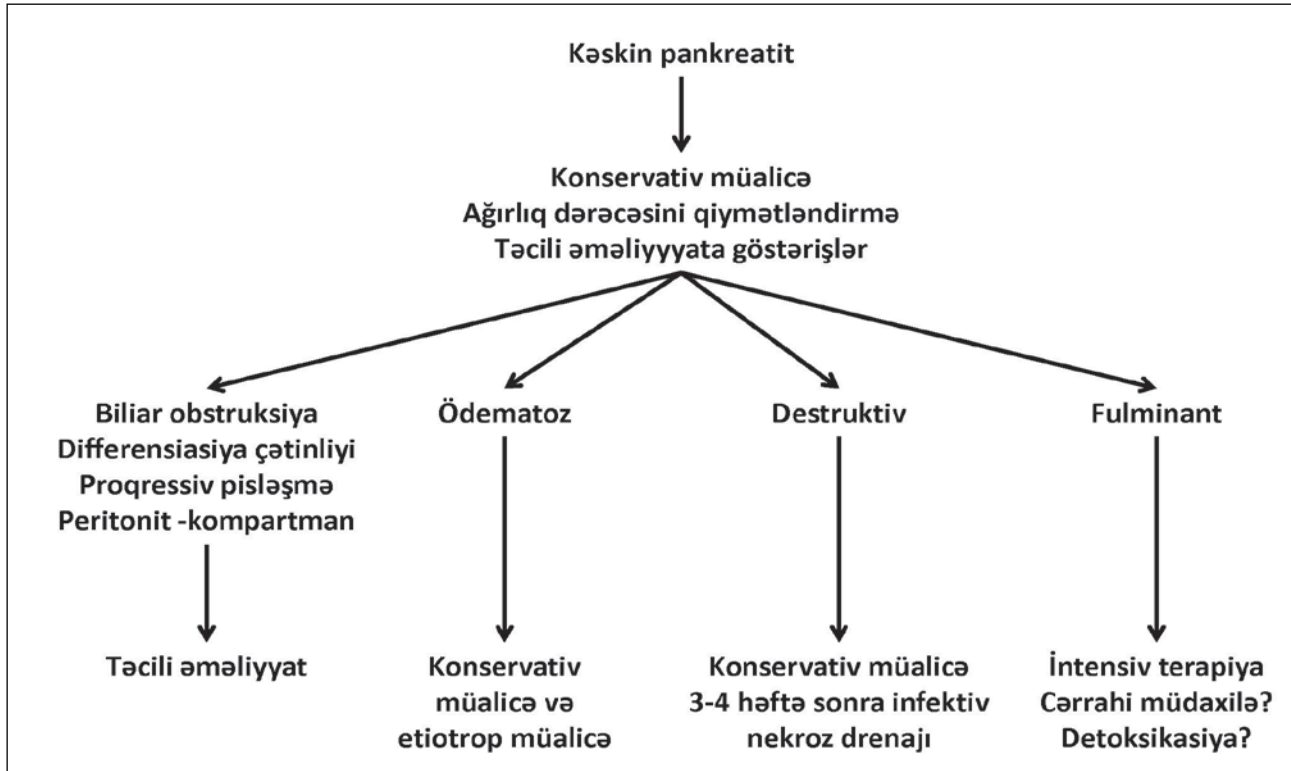 Kəskin pankreatit
Konservativ müalicə
Ağırlıq dərəcəsini qiymətləndirmə
Təcili əməliyyyata göstərişlər
Biliar obstruksiya
Differensiasiya çətinliyi
Proqressiv pisləşmə
Peritonit -kompartman
Ödematoz
Destruktiv
Fulminant
Təcili əməliyyat
Konservativ
müalicə və
etiotrop müalicə
Konservativ müalicə
3-4 həftə sonra infektiv
nekroz drenajı
İntensiv terapiya
Cərrahi müdaxilə?
Detoksikasiya?